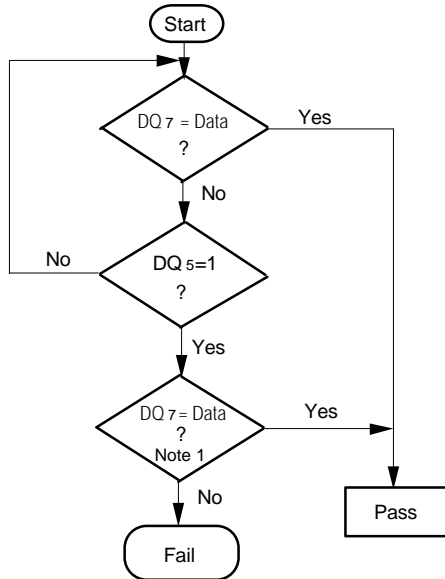 Start
DQ 7 = Data
?
Yes
No
DQ 5=1
?
No
Yes
DQ 7 = Data
?
Note 1
Yes
No
Pass
Fail